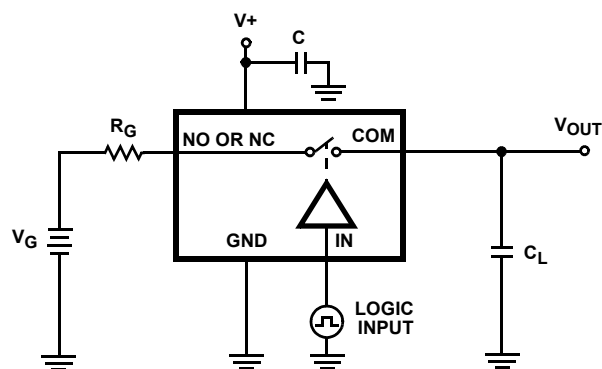 V+
C
RG
NO OR NC
COM
VOUT
VG
GND
IN
CL
LOGIC
INPUT